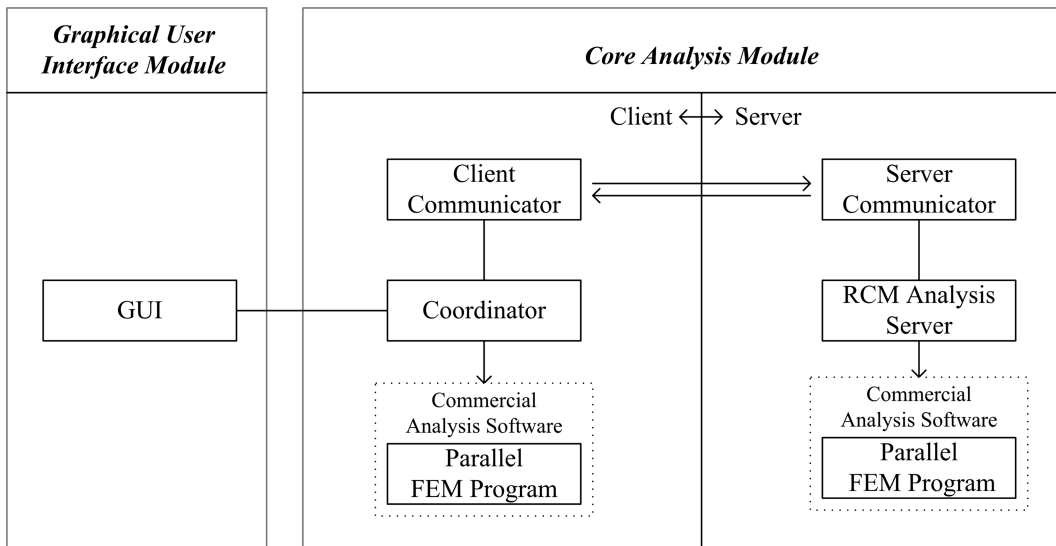 Graphical User
Interface Module
Core Analysis Module
Client
Server
Client
Communicator
Server
Communicator
GUI
Coordinator
RCM Analysis
Server
Commercial
Analysis Software
Parallel
FEM Program
Commercial
Analysis Software
Parallel
FEM Program